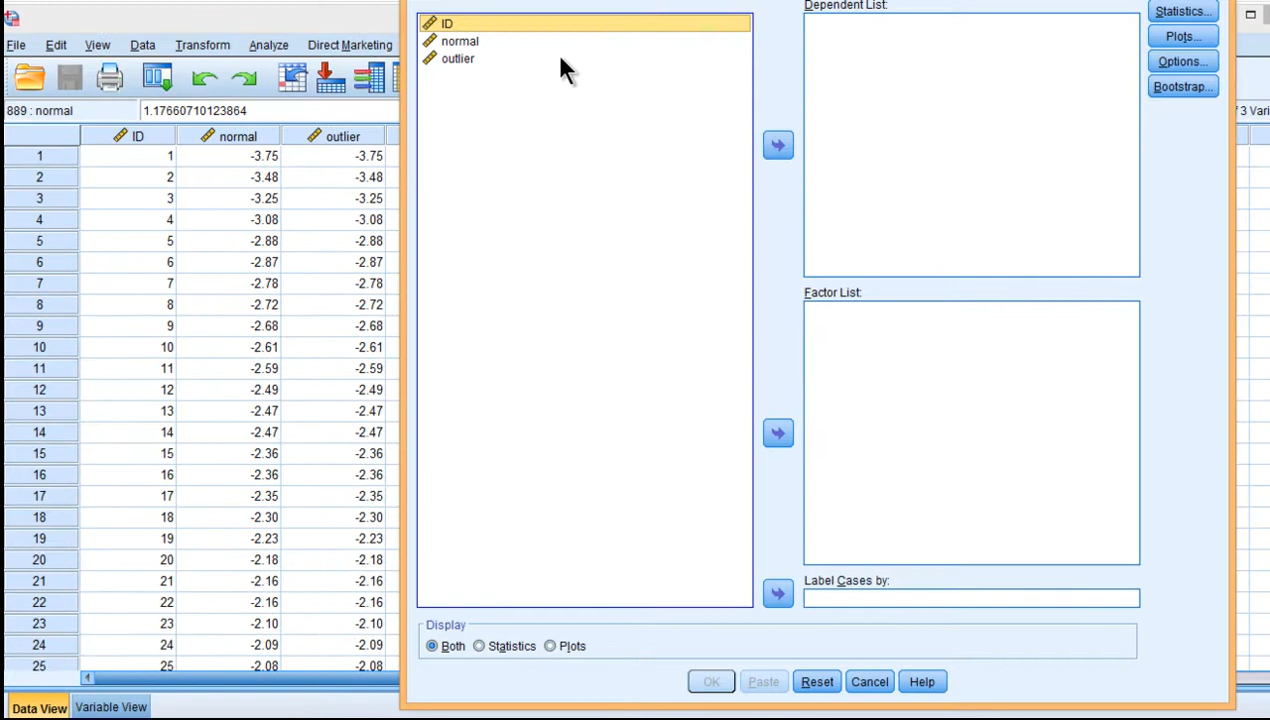 File Edit View Data Transform Analyze Direct Marketing
889 : normal 1.17660710123864
ID normal outlier
1 1 -3.75 -3.75
2 2 -3.48 -3.48
3 3 -3.25 -3.25
4 4 -3.08 -3.08
5 5 -2.88 -2.88
6 6 -2.87 -2.87
7 7 -2.78 -2.78
8 8 -2.72 -2.72
9 9 -2.68 -2.68
10 10 -2.61 -2.61
11 11 -2.59 -2.59
12 12 -2.49 -2.49
13 13 -2.47 -2.47
14 14 -2.47 -2.47
15 15 -2.36 -2.36
16 16 -2.36 -2.36
17 17 -2.35 -2.35
18 18 -2.30 -2.30
19 19 -2.23 -2.23
20 20 -2.18 -2.18
21 21 -2.16 -2.16
22 22 -2.16 -2.16
23 23 -2.10 -2.10
24 24 -2.09 -2.09
25 25 -2.08 -2.08
Data View Variable View
ID
normal
outlier
Dependent List:
Factor List:
Label Cases by:
Statistics...
Plots...
Options...
Bootstrap...
Display
Both Statistics Plots
OK Paste Reset Cancel Help
of 3 Vari